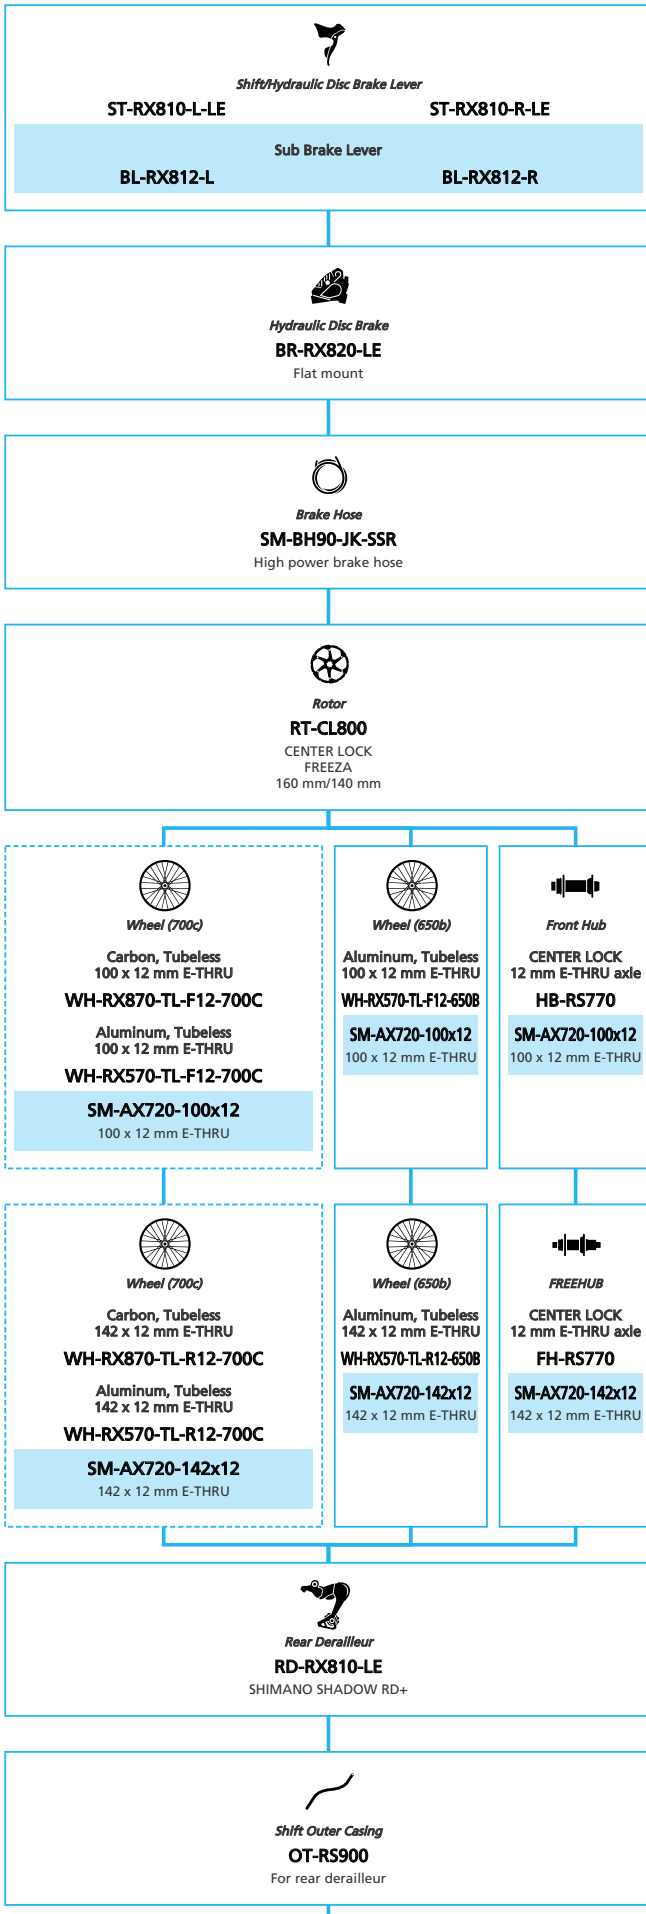 Shift/Hydraulic Disc Brake Lever
ST-RX810-L-LE
ST-RX810-R-LE
Sub Brake Lever
BL-RX812-L
BL-RX812-R
Hydraulic Disc Brake
BR-RX820-LE
Flat mount
Brake Hose
SM-BH90-JK-SSR
High power brake hose
Rotor
RT-CL800
CENTER LOCK
FREEZA
160 mm/140 mm
Wheel (700c)
Carbon, Tubeless
100 x 12 mm E-THRU
WH-RX870-TL-F12-700C
Aluminum, Tubeless
100 x 12 mm E-THRU
WH-RX570-TL-F12-700C
SM-AX720-100x12
100 x 12 mm E-THRU
Wheel (650b)
Aluminum, Tubeless
100 x 12 mm E-THRU
WH-RX570-TL-F12-650B
SM-AX720-100x12
100 x 12 mm E-THRU
Front Hub
CENTER LOCK
12 mm E-THRU axle
HB-RS770
SM-AX720-100x12
100 x 12 mm E-THRU
Wheel (700c)
Carbon, Tubeless
142 x 12 mm E-THRU
WH-RX870-TL-R12-700C
Aluminum, Tubeless
142 x 12 mm E-THRU
WH-RX570-TL-R12-700C
SM-AX720-142x12
142 x 12 mm E-THRU
Wheel (650b)
Aluminum, Tubeless
142 x 12 mm E-THRU
WH-RX570-TL-R12-650B
SM-AX720-142x12
142 x 12 mm E-THRU
FREEHUB
CENTER LOCK
12 mm E-THRU axle
FH-RS770
SM-AX720-142x12
142 x 12 mm E-THRU
Rear Derailleur
RD-RX810-LE
SHIMANO SHADOW RD+
Shift Outer Casing
OT-RS900
For rear derailleur